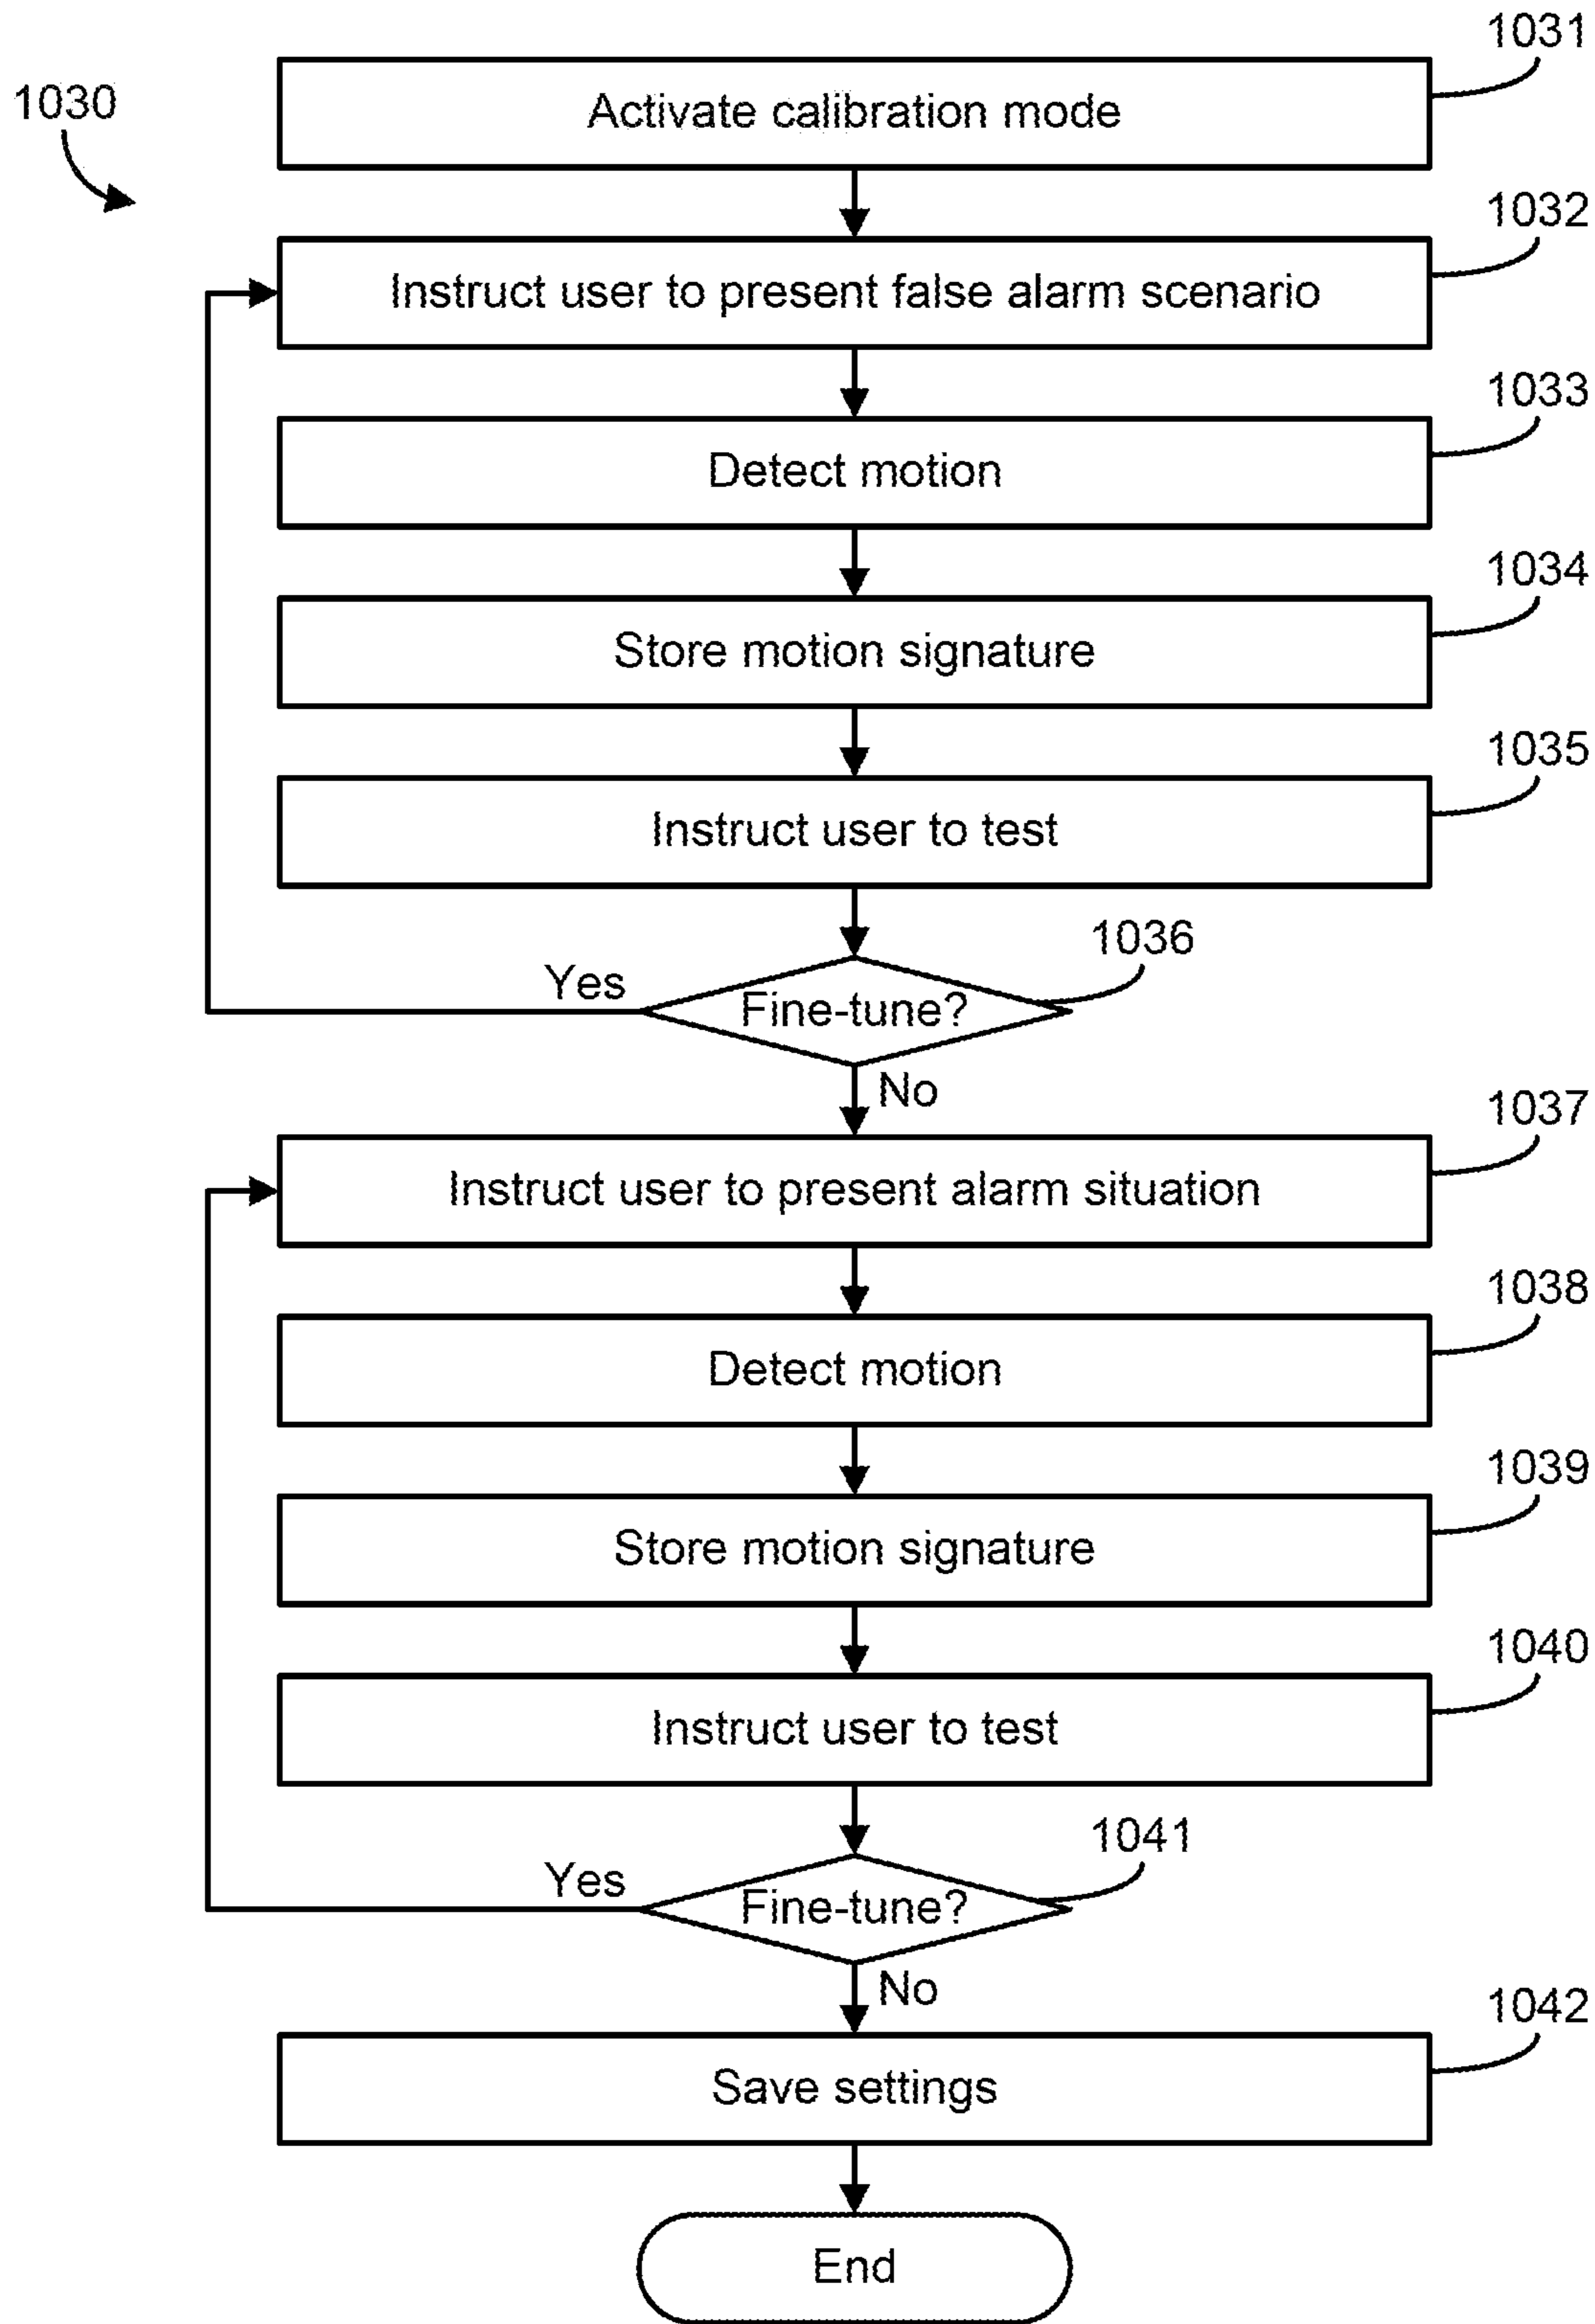 1031
1030
Activate calibration mode
1032
Instruct user to present false alarm scenario
1033
Detect motion
1034
Store motion signature
1035
Instruct user to test
1036
Yes
Fine-tune?
No
1037
Instruct user to present alarm situation
1038
Detect motion
1039
Store motion signature
1040
Instruct user to test
1041
Yes
Fine-tune?
No
1042
Save settings
End